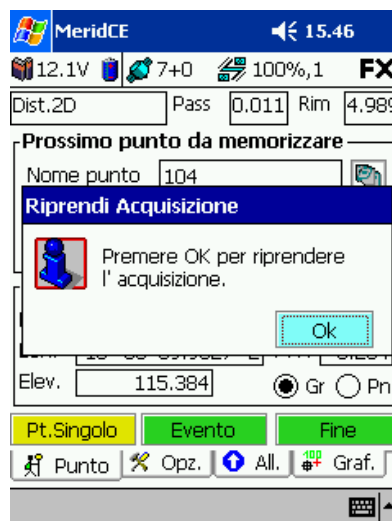 MeridCE 15.46
12.1V 7+0 100%,1 FX
Dist.2D Pass 0.011 Rim 4.989
Prossimo punto da memorizzare
Nome punto 104
Riprendi Acquisizione
Premere OK per riprendere
l' acquisizione.
Ok
Elev. 115.384 Gr Pn
Pt.Singolo Evento Fine
Punto Opz. All. Graf.